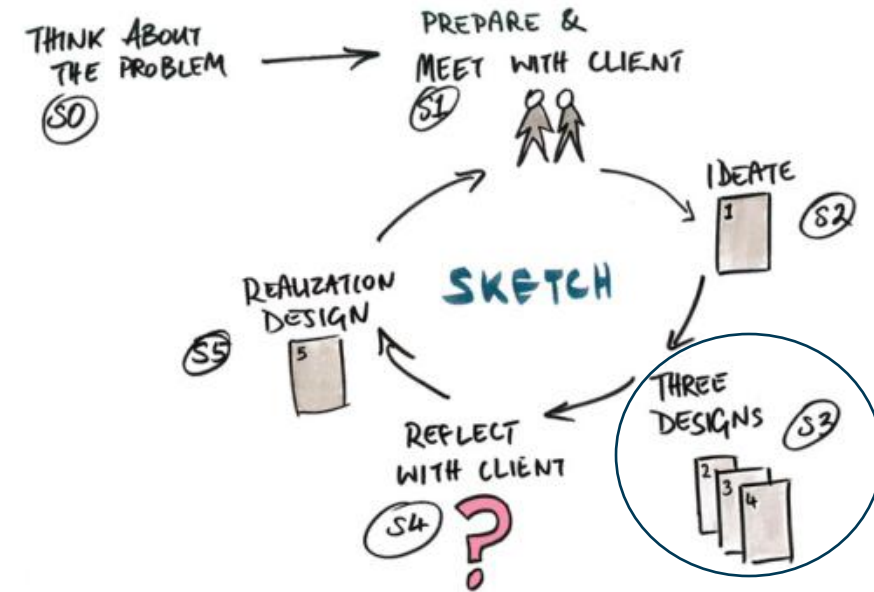 THINK ABOUT
THE PROBLEM
S0
PREPARE &
MEET WITH CLIENT
S1
IDEATE
1
S2
SKETCH
THREE
DESIGNS
S3
2
3
4
REFLECT
WITH CLIENT
S4
?
REALIZATION
DESIGN
S5
5